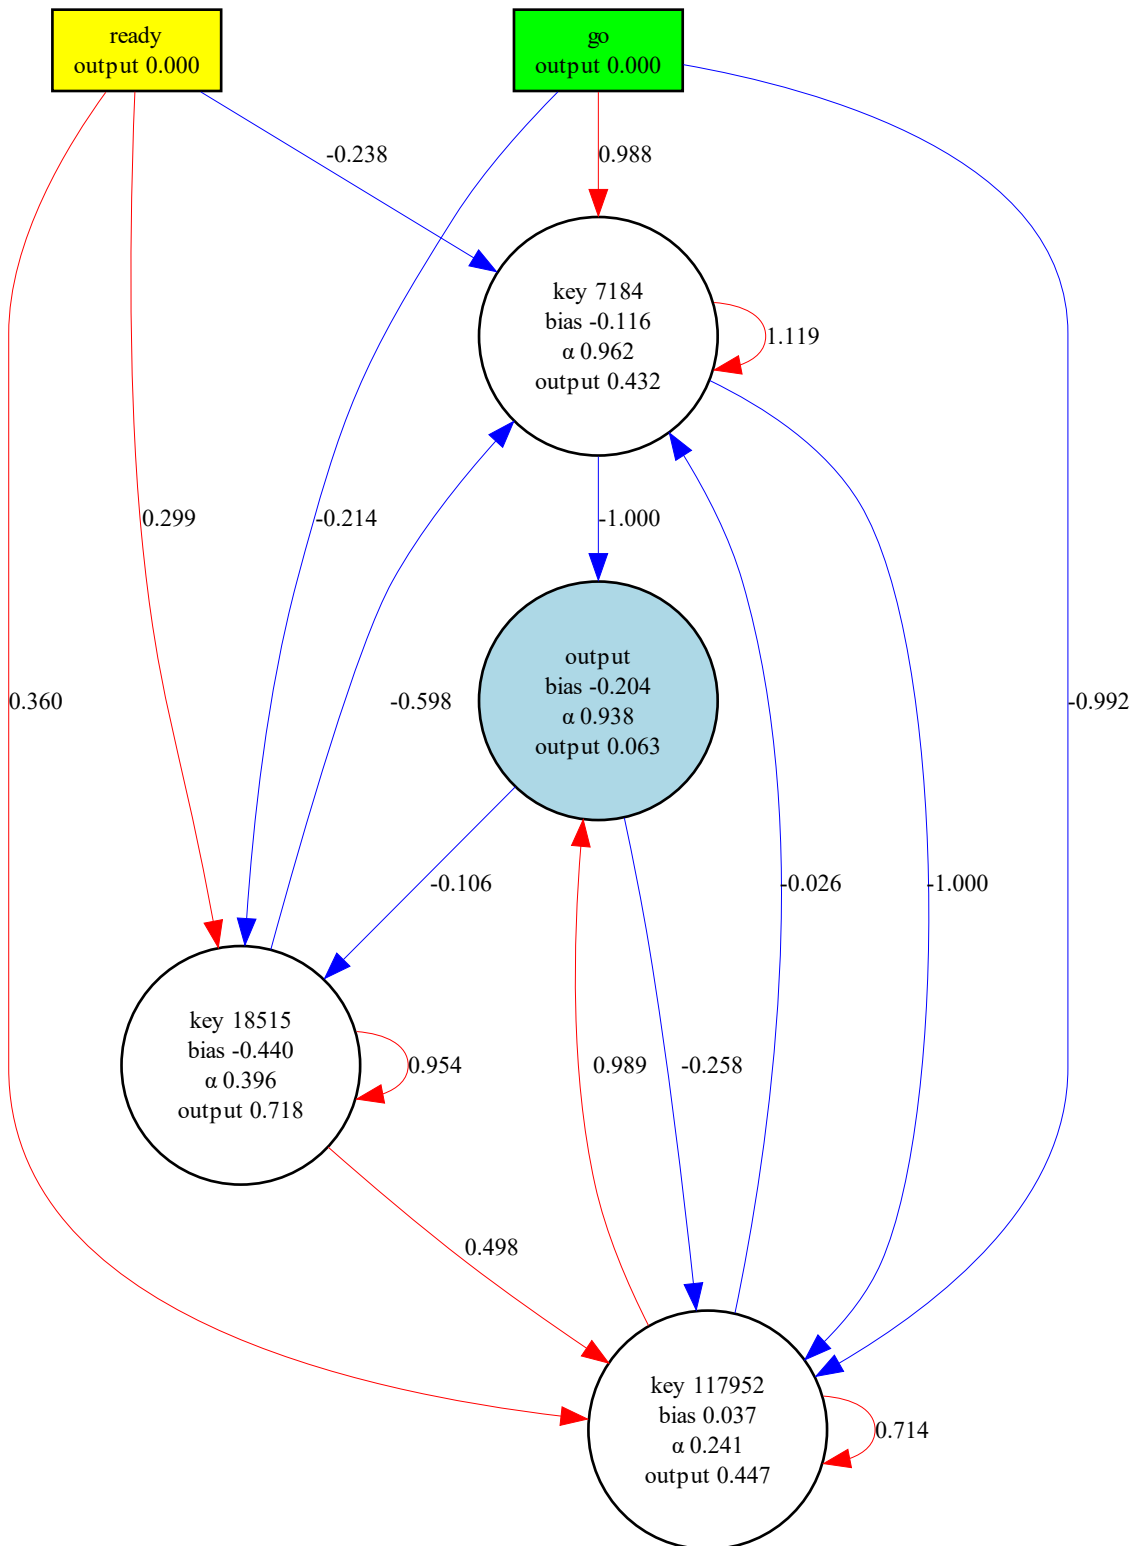 ready
output 0.000
go
output 0.000
-0.238
0.988
key 7184
bias -0.116
α 0.962
output 0.432
1.119
0.299
-0.214
-1.000
output
bias -0.204
α 0.938
output 0.063
0.360
-0.598
-0.992
-0.106
-0.026
-1.000
key 18515
bias -0.440
α 0.396
output 0.718
0.954
0.989
-0.258
0.498
key 117952
bias 0.037
α 0.241
output 0.447
0.714